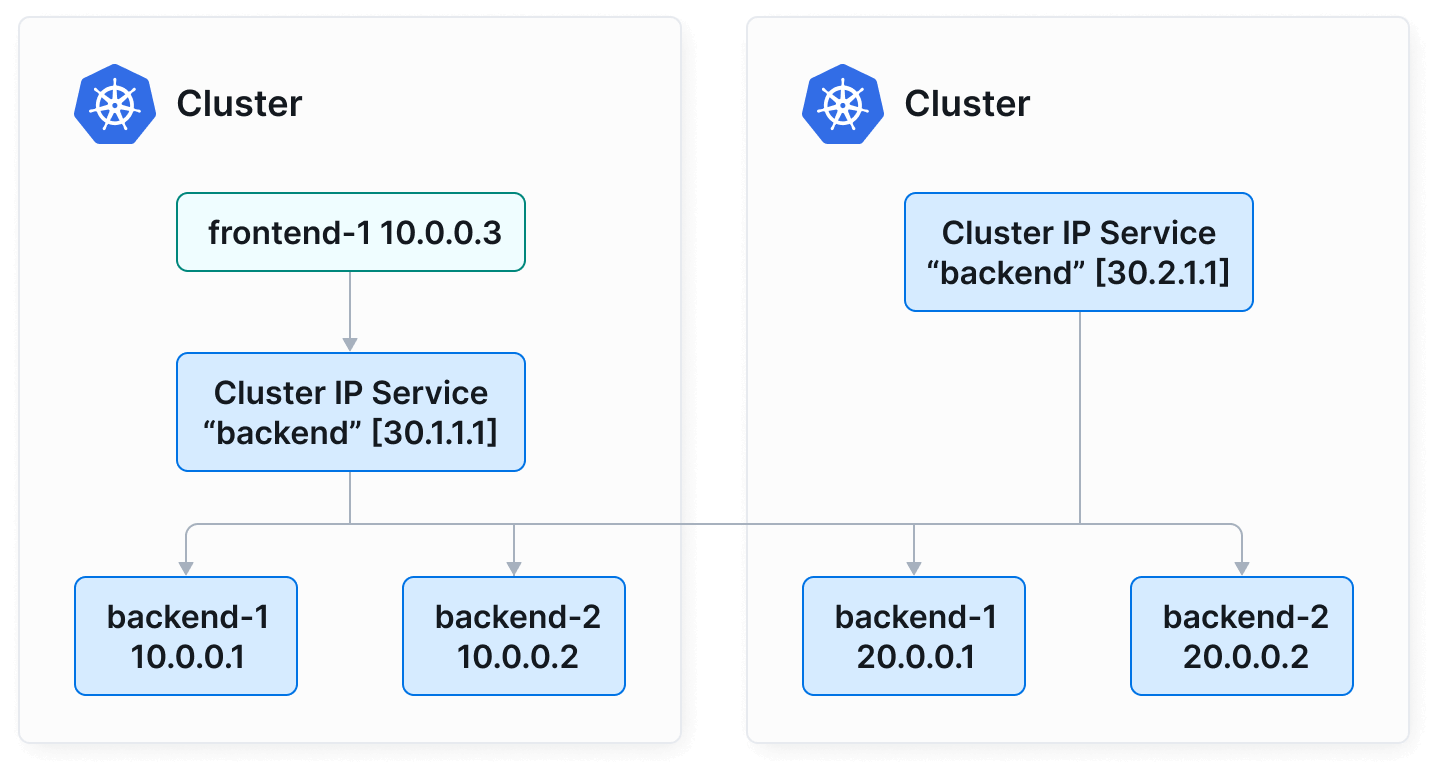 Cluster
frontend-1 10.0.0.3
Cluster IP Service
“backend” [30.1.1.1]
backend-1
10.0.0.1
backend-2
10.0.0.2
Cluster
Cluster IP Service
“backend” [30.2.1.1]
backend-1
20.0.0.1
backend-2
20.0.0.2